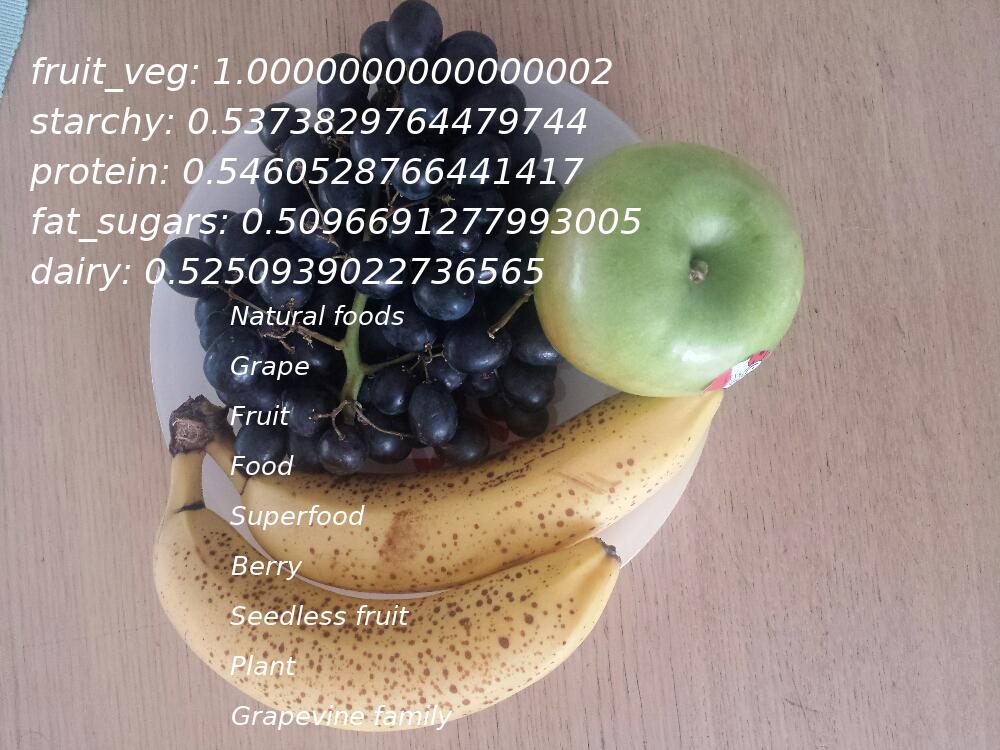 fruit_veg: 1.0000000000000002
starchy: 0.5373829764479744
protein: 0.5460528766441417
fat_sugars: 0.5096691277993005
dairy: 0.5250939022736565
Natural foods
Grape
Fruit
Food
Superfood
Berry
Seedless fruit
Plant
Grapevine family